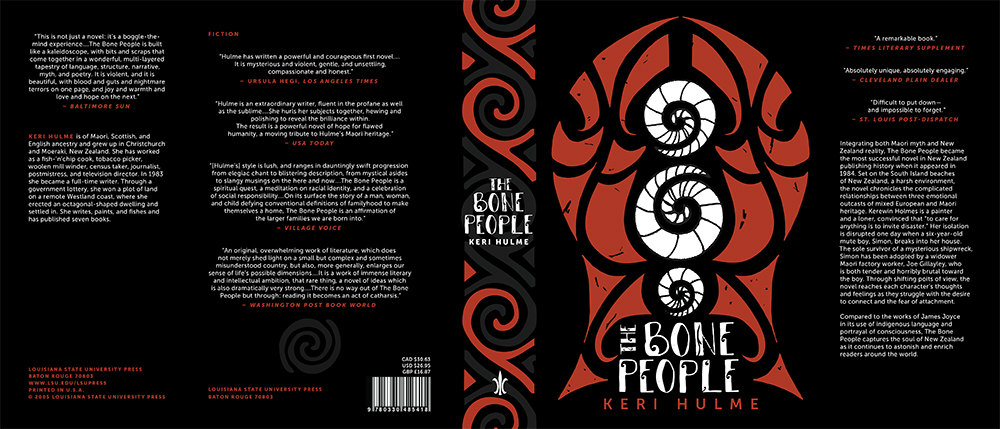 "This is not just a novel: it's a boggle-the-
mind experience....The Bone People is built
like a kaleidoscope, with bits and scraps that
come together in a wonderful, multi-layered
tapestry of language, structure, narrative,
myth, and poetry. It is violent, and it is
beautiful, with blood and guts and nightmare
terrors on one page, and joy and warmth and
love and hope on the next."
– BALTIMORE SUN
KERI HULME is of Maori, Scottish, and
English ancestry and grew up in Christchurch
and Moeraki, New Zealand. She has worked
as a fish-'n'chip cook, tobacco picker,
woolen mill winder, census taker, journalist,
postmistress, and television director. In 1983
she became a full-time writer. Through a
government lottery, she won a plot of land
on a remote Westland coast, where she
erected an octagonal-shaped dwelling and
settled in. She writes, paints, and fishes and
has published seven books.
LOUISIANA STATE UNIVERSITY PRESS
BATON ROUGE 70803
WWW.LSU.EDU/LSUPRESS
PRINTED IN U.S.A.
© 2005 LOUISIANA STATE UNIVERSITY PRESS
FICTION
"Hulme has written a powerful and courageous first novel....
It is mysterious and violent, gentle, and unsettling,
compassionate and honest."
– URSULA HEGI, LOS ANGELES TIMES
"Hulme is an extraordinary writer, fluent in the profane as well
as the sublime....She hurls her subjects together, hewing and
polishing to reveal the brilliance within.
The result is a powerful novel of hope for flawed
humanity, a moving tribute to Hulme's Maori heritage."
– USA TODAY
"[Hulme's] style is lush, and ranges in dauntingly swift progression
from elegiac chant to blistering description, from mystical asides
to slangy musings on the here and now....The Bone People is a
spiritual quest, a meditation on racial identity, and a celebration
of social responsibility...On its surface the story of a man, woman,
and child defying conventional definitions of familyhood to make
themselves a home, The Bone People is an affirmation of
the larger families we are born into."
– VILLAGE VOICE
"An original, overwhelming work of literature, which does
not merely shed light on a small but complex and sometimes
misunderstood country, but also, more generally, enlarges our
sense of life's possible dimensions...It is a work of immense literary
and intellectual ambition, that rare thing, a novel of ideas which
is also dramatically very strong....There is no way out of The Bone
People but through: reading it becomes an act of catharsis."
– WASHINGTON POST BOOK WORLD
LOUISIANA STATE UNIVERSITY PRESS
BATON ROUGE 70803
CAD $30.63
USD $26.95
GBP £16.87
9 780330 485418
THE
BONE
PEOPLE
KERI HULME
THE BONE
PEOPLE
KERI HULME
"A remarkable book."
– TIMES LITERARY SUPPLEMENT
"Absolutely unique, absolutely engaging."
– CLEVELAND PLAIN DEALER
"Difficult to put down—
and impossible to forget."
– ST. LOUIS POST-DISPATCH
Integrating both Maori myth and New
Zealand reality, The Bone People became
the most successful novel in New Zealand
publishing history when it appeared in
1984. Set on the South Island beaches
of New Zealand, a harsh environment,
the novel chronicles the complicated
relationships between three emotional
outcasts of mixed European and Maori
heritage. Kerewin Holmes is a painter
and a loner, convinced that "to care for
anything is to invite disaster." Her isolation
is disrupted one day when a six-year-old
mute boy, Simon, breaks into her house.
The sole survivor of a mysterious shipwreck,
Simon has been adopted by a widower
Maori factory worker, Joe Gillayley, who
is both tender and horribly brutal toward
the boy. Through shifting points of view, the
novel reaches each character's thoughts
and feelings as they struggle with the desire
to connect and the fear of attachment.
Compared to the works of James Joyce
in its use of indigenous language and
portrayal of consciousness, The Bone
People captures the soul of New Zealand
as it continues to astonish and enrich
readers around the world.